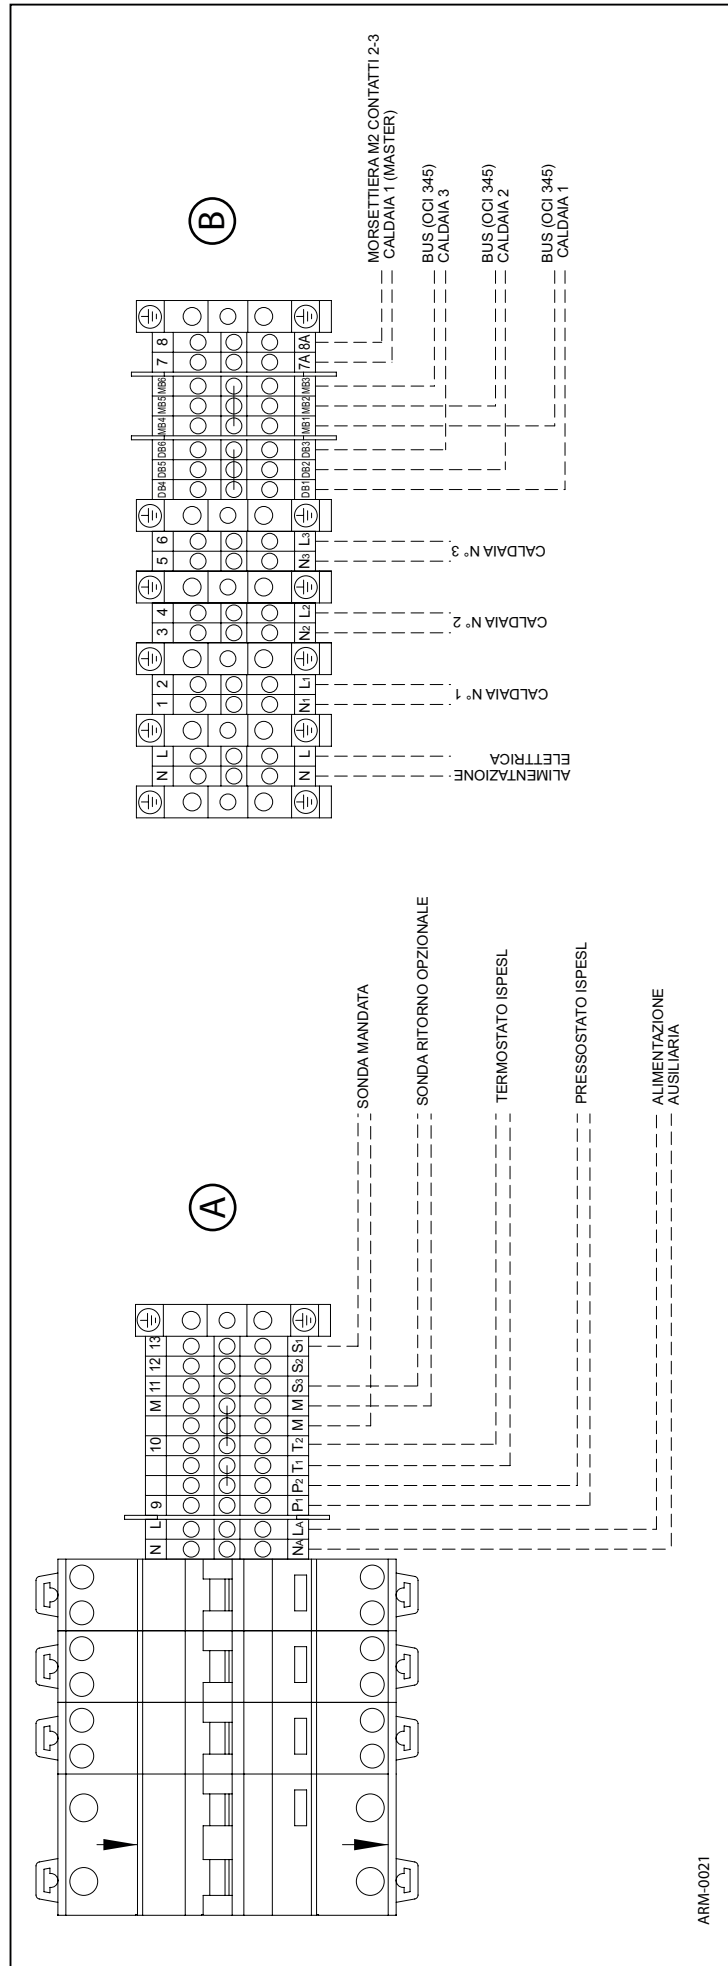 A
N L 9 10 M 11 12 13
NA LA P1 P2 T1 T2 M M S3 S2 S1
SONDA MANDATA
SONDA RITORNO OPZIONALE
TERMOSTATO ISPESL
PRESSOSTATO ISPESL
ALIMENTAZIONE
AUSILIARIA
B
N L 1 2 3 4 5 6 DB4 DB5 DB6 MB4 MB5 MB6 7 8
N L N1 L1 N2 L2 N3 L3 DB1 DB2 DB3 MB1 MB2 MB3 7A 8A
MORSETTIERA M2 CONTATTI 2-3
CALDAIA 1 (MASTER)
BUS (OCI 345)
CALDAIA 3
BUS (OCI 345)
CALDAIA 2
BUS (OCI 345)
CALDAIA 1
ALIMENTAZIONE
ELETTRICA
CALDAIA N° 1
CALDAIA N° 2
CALDAIA N° 3
ARM-0021